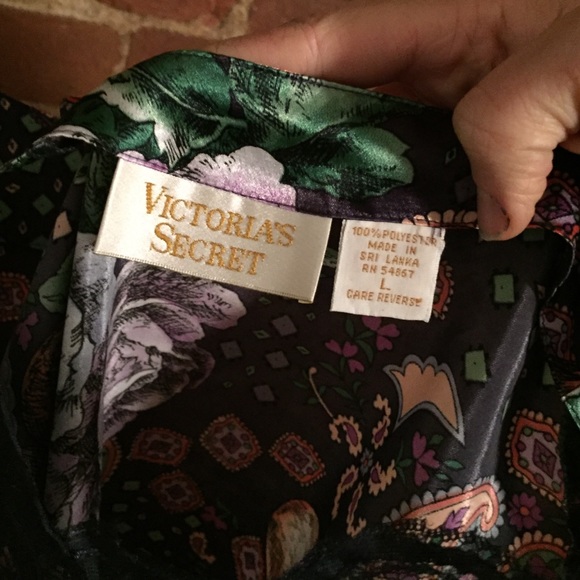 VICTORIA'S
SECRET
100% POLYESTER
MADE IN
SRI LANKA
RN 54867
L
CARE REVERSE